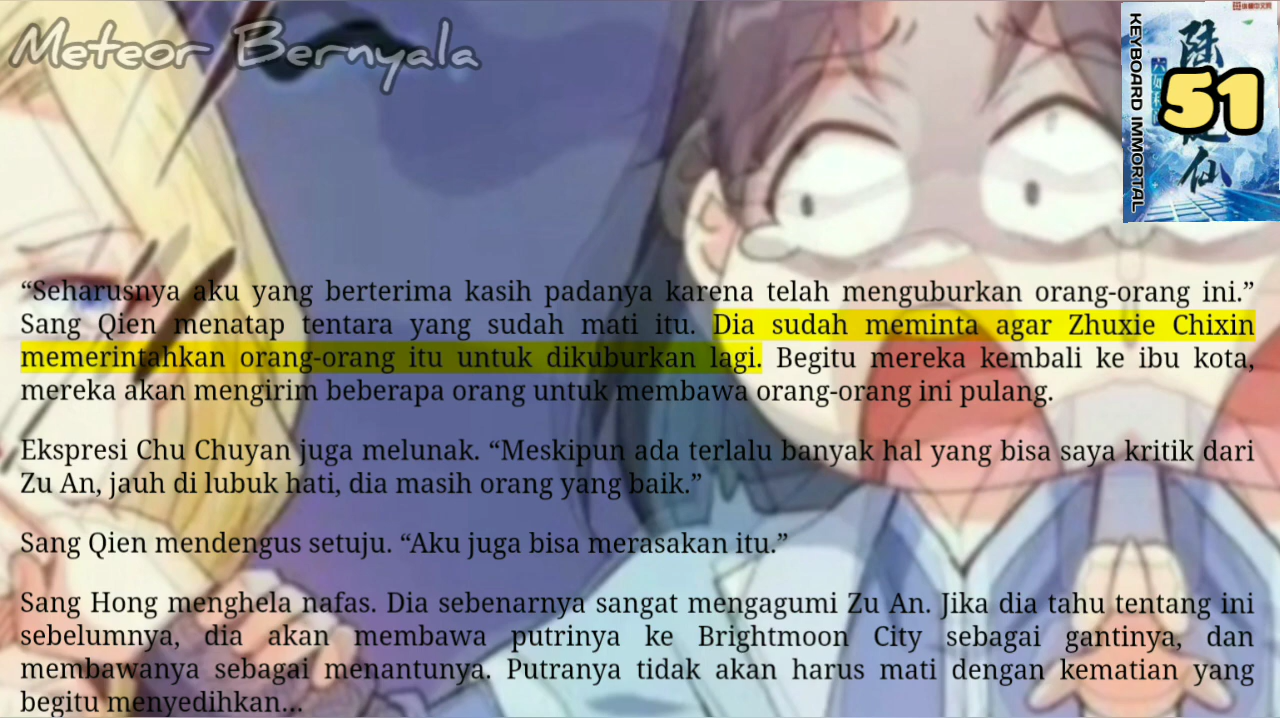 Meteor Bernyala
KEYBOARD IMMORTAL
51
“Seharusnya aku yang berterima kasih padanya karena telah menguburkan orang-orang ini.”
Sang Qien menatap tentara yang sudah mati itu. Dia sudah meminta agar Zhuxie Chixin
memerintahkan orang-orang itu untuk dikuburkan lagi. Begitu mereka kembali ke ibu kota,
mereka akan mengirim beberapa orang untuk membawa orang-orang ini pulang.
Ekspresi Chu Chuyan juga melunak. “Meskipun ada terlalu banyak hal yang bisa saya kritik dari
Zu An, jauh di lubuk hati, dia masih orang yang baik.”
Sang Qien mendengus setuju. “Aku juga bisa merasakan itu.”
Sang Hong menghela nafas. Dia sebenarnya sangat mengagumi Zu An. Jika dia tahu tentang ini
sebelumnya, dia akan membawa putrinya ke Brightmoon City sebagai gantinya, dan
membawanya sebagai menantunya. Putranya tidak akan harus mati dengan kematian yang
begitu menyedihkan...